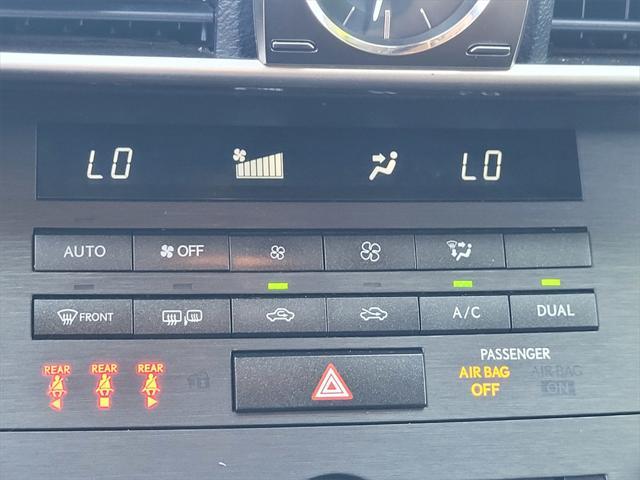 LO LO
AUTO OFF
FRONT A/C DUAL
REAR REAR REAR
PASSENGER
AIR BAG AIR BAG
OFF ON